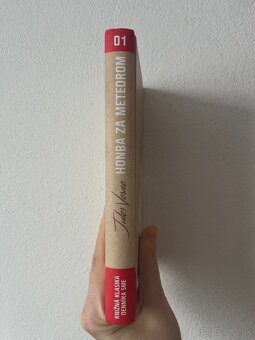 01
HONBA ZA METEOROM
Jules Verne
KNIŽNÁ KLASIKA
DENNÍKA SME